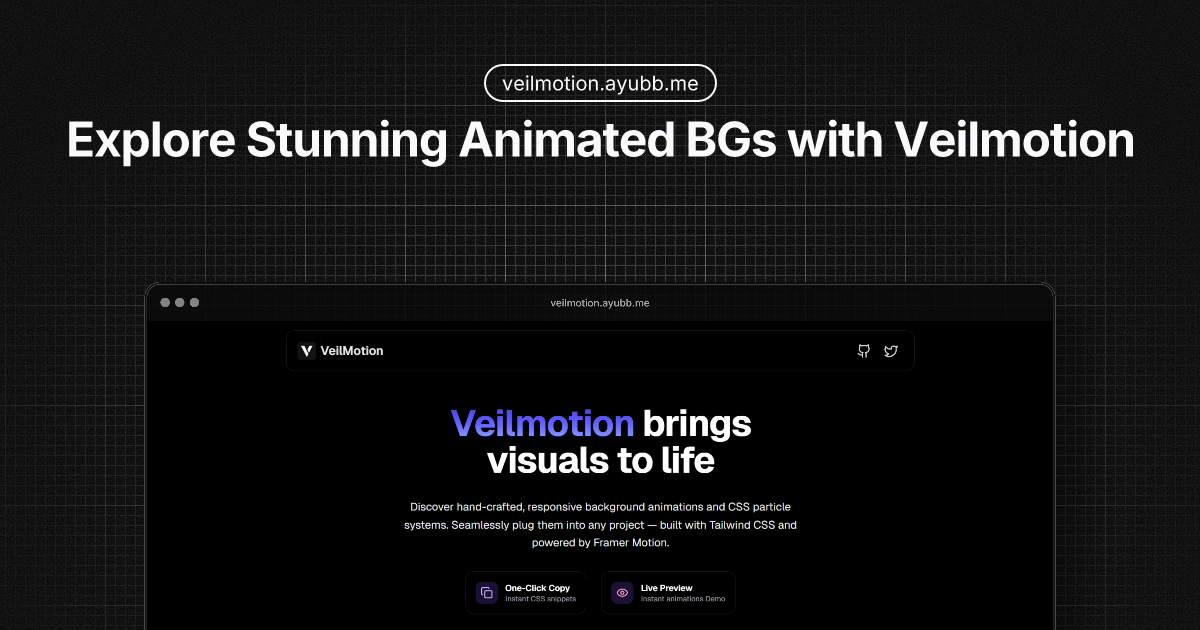 veilmotion.ayubb.me
Explore Stunning Animated BGs with Veilmotion
veilmotion.ayubb.me
VeilMotion
Veilmotion brings
visuals to life
Discover hand-crafted, responsive background animations and CSS particle
systems. Seamlessly plug them into any project — built with Tailwind CSS and
powered by Framer Motion.
One-Click Copy
Instant CSS snippets
Live Preview
Instant animations Demo